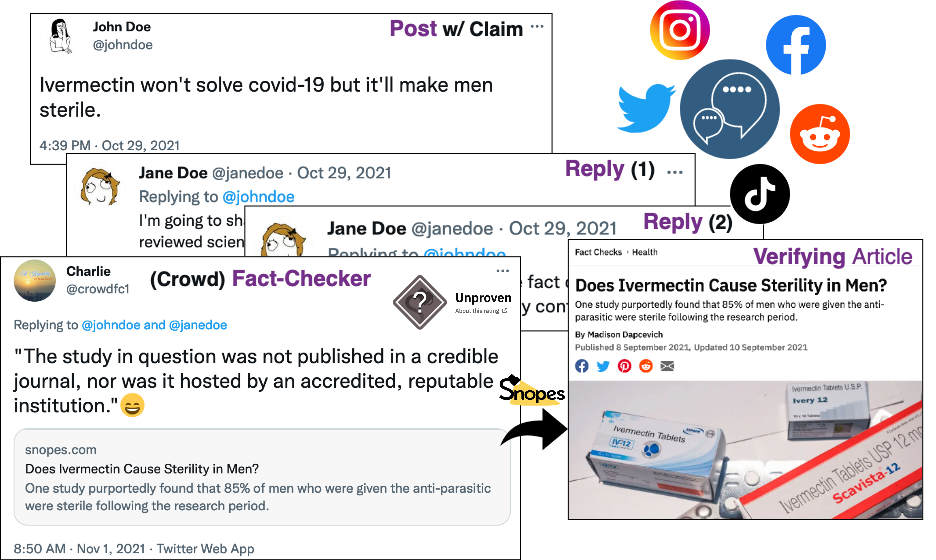 John Doe
@johndoe
Post w/ Claim
Ivermectin won't solve covid-19 but it'll make men
sterile.
4:39 PM · Oct 29, 2021
Jane Doe @janedoe · Oct 29, 2021
Reply (1)
Replying to @johndoe
I'm going to sh
reviewed scien
Reply (2)
Jane Doe @janedoe · Oct 29, 2021
Replying to @johndoe
fact c
y con
Charlie
@crowdfc1
(Crowd) Fact-Checker
Unproven
About this rating
?
Replying to @johndoe and @janedoe
"The study in question was not published in a credible
journal, nor was it hosted by an accredited, reputable
institution."
snopes.com
Does Ivermectin Cause Sterility in Men?
One study purportedly found that 85% of men who were given the anti-parasitic
were sterile following the research period.
8:50 AM · Nov 1, 2021 · Twitter Web App
Snopes
Fact Checks › Health
Verifying Article
Does Ivermectin Cause Sterility in Men?
One study purportedly found that 85% of men who were given the anti-
parasitic were sterile following the research period.
By Madison Dapcevich
Published 8 September 2021, Updated 10 September 2021
Ivermectin Tablets
IV-12
Ivermectin Tablets U.S.P.
Ivery 12
Ivermectin Tablets USP 12 mg
Scavista-12